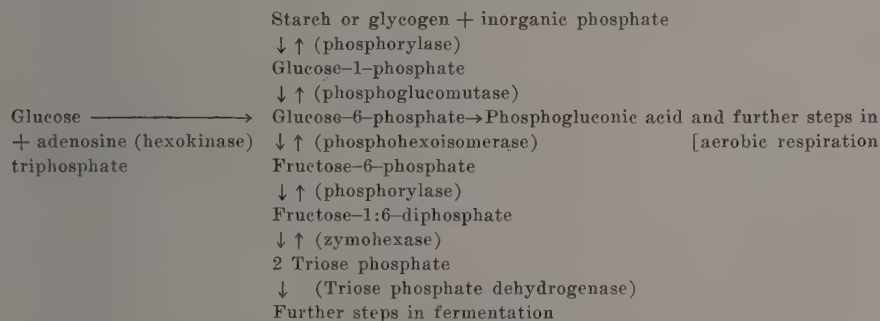 Starch or glycogen + inorganic phosphate
↓ ↑ (phosphorylase)
Glucose–1–phosphate
↓ ↑ (phosphoglucomutase)
Glucose ⟶ Glucose–6–phosphate→Phosphogluconic acid and further steps in
+ adenosine (hexokinase) ↓ ↑ (phosphohexoisomerase) [aerobic respiration
triphosphate Fructose–6–phosphate
↓ ↑ (phosphorylase)
Fructose–1:6–diphosphate
↓ ↑ (zymohexase)
2 Triose phosphate
↓ (Triose phosphate dehydrogenase)
Further steps in fermentation